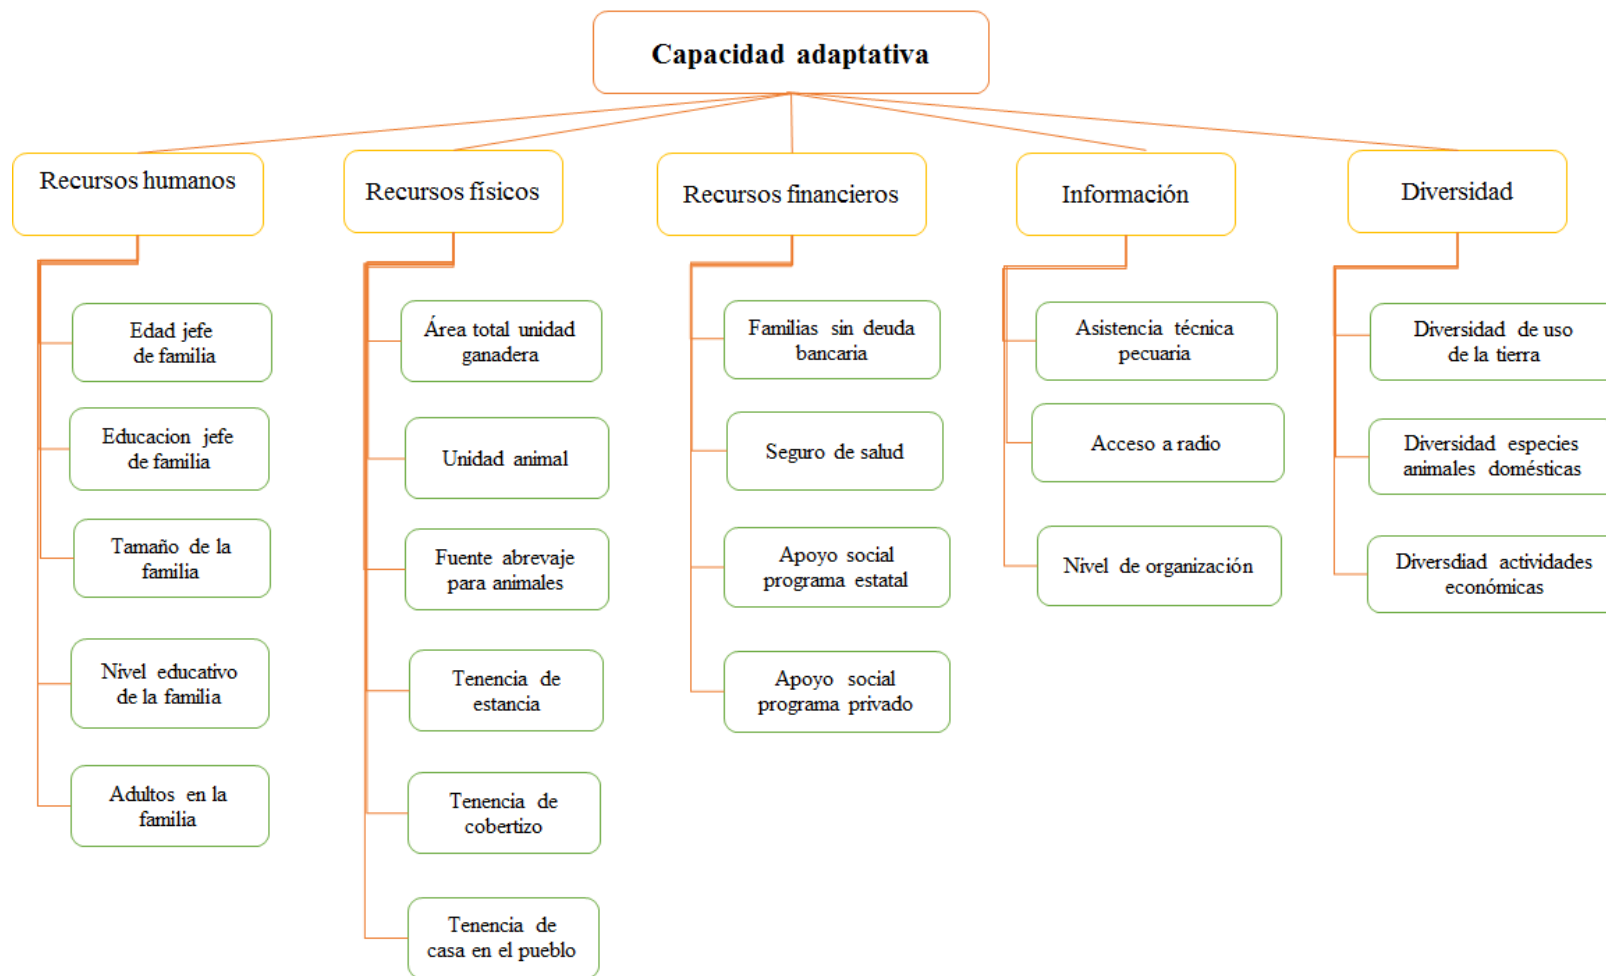 Capacidad adaptativa
Recursos humanos
Edad jefe
de familia
Educacion jefe
de familia
Tamaño de la
familia
Nivel educativo
de la familia
Adultos en la
familia
Recursos físicos
Área total unidad
ganadera
Unidad animal
Fuente abrevaje
para animales
Tenencia de
estancia
Tenencia de
cobertizo
Tenencia de
casa en el pueblo
Recursos financieros
Familias sin deuda
bancaria
Seguro de salud
Apoyo social
programa estatal
Apoyo social
programa privado
Información
Asistencia técnica
pecuaria
Acceso a radio
Nivel de organización
Diversidad
Diversidad de uso
de la tierra
Diversidad especies
animales domésticas
Diversdiad actividades
económicas